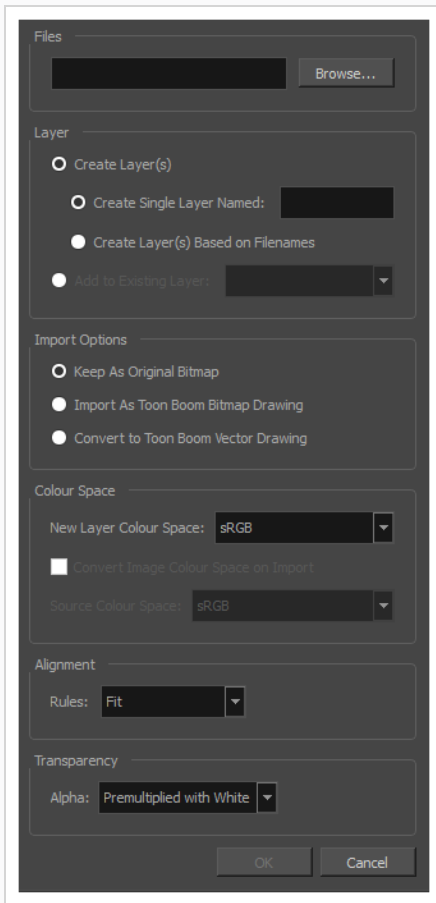 Files
Browse...
Layer
Create Layer(s)
Create Single Layer Named:
Create Layer(s) Based on Filenames
Add to Existing Layer:
Import Options
Keep As Original Bitmap
Import As Toon Boom Bitmap Drawing
Convert to Toon Boom Vector Drawing
Colour Space
New Layer Colour Space: sRGB
Convert Image Colour Space on Import
Source Colour Space: sRGB
Alignment
Rules: Fit
Transparency
Alpha: Premultiplied with White
OK Cancel